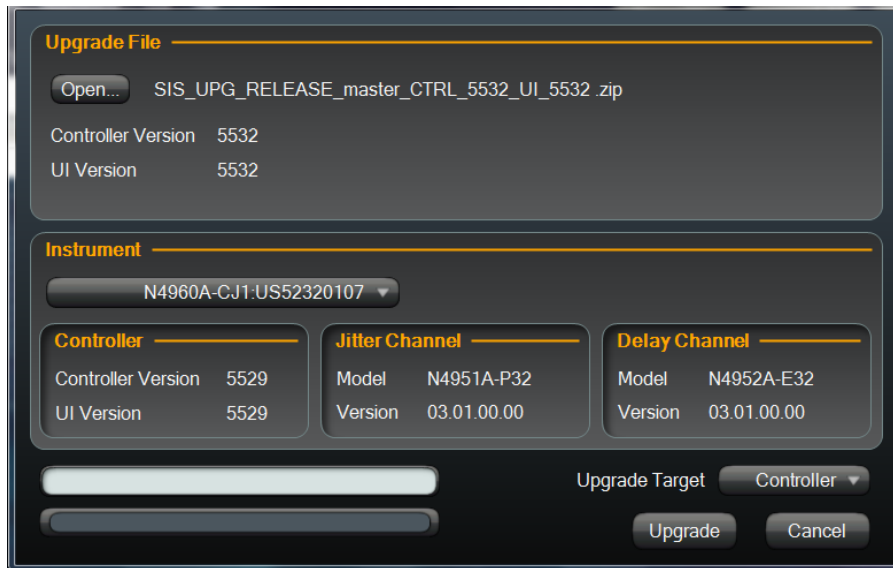 Upgrade File
Open... SIS_UPG_RELEASE_master_CTRL_5532_UI_5532 .zip
Controller Version 5532
UI Version 5532
Instrument
N4960A-CJ1:US52320107
Controller
Controller Version 5529
UI Version 5529
Jitter Channel
Model N4951A-P32
Version 03.01.00.00
Delay Channel
Model N4952A-E32
Version 03.01.00.00
Upgrade Target Controller
Upgrade Cancel